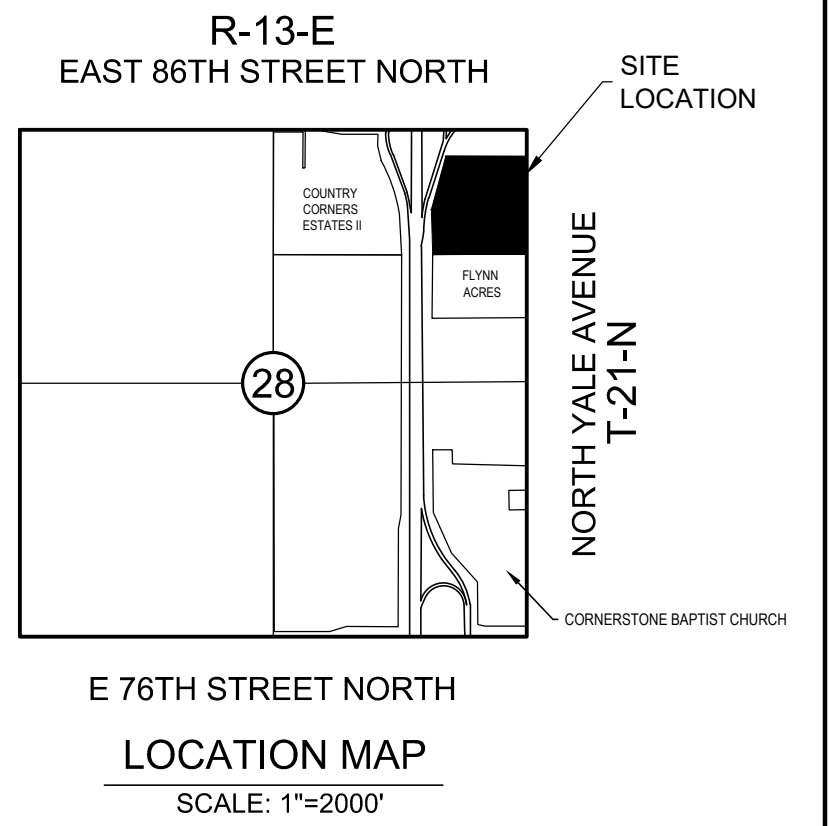 R-13-E
EAST 86TH STREET NORTH
SITE
LOCATION
COUNTRY
CORNERS
ESTATES II
FLYNN
ACRES
NORTH YALE AVENUE
T-21-N
28
CORNERSTONE BAPTIST CHURCH
E 76TH STREET NORTH
LOCATION MAP
SCALE: 1"=2000'